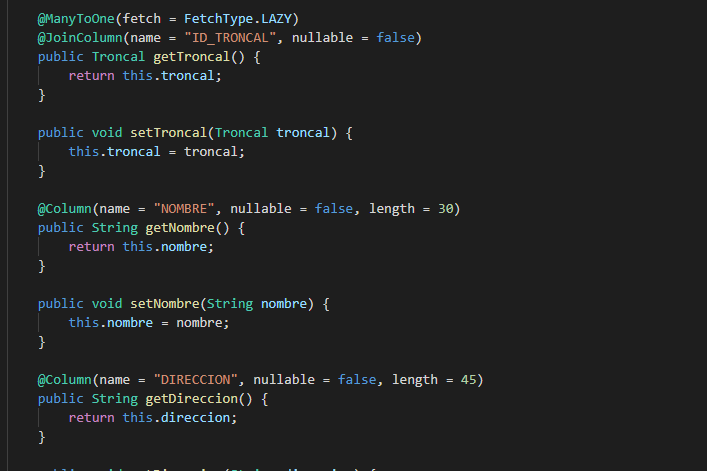 @ManyToOne(fetch = FetchType.LAZY)
@JoinColumn(name = "ID_TRONCAL", nullable = false)
public Troncal getTroncal() {
return this.troncal;
}
public void setTroncal(Troncal troncal) {
this.troncal = troncal;
}
@Column(name = "NOMBRE", nullable = false, length = 30)
public String getNombre() {
return this.nombre;
}
public void setNombre(String nombre) {
this.nombre = nombre;
}
@Column(name = "DIRECCION", nullable = false, length = 45)
public String getDireccion() {
return this.direccion;
}